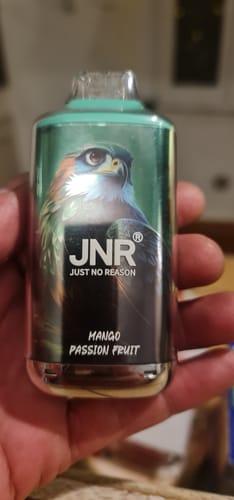 JNR®
JUST NO REASON
MANGO
PASSION FRUIT